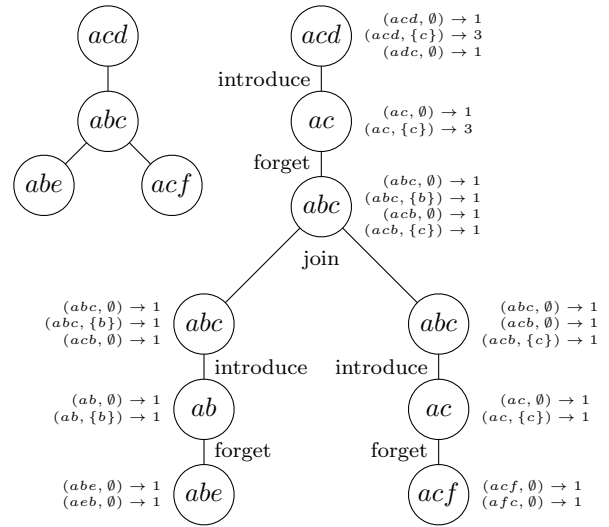 acd
abc
abe
acf
acd
(acd, ∅) → 1
(acd, {c}) → 3
(adc, ∅) → 1
introduce
ac
(ac, ∅) → 1
(ac, {c}) → 3
forget
abc
(abc, ∅) → 1
(abc, {b}) → 1
(acb, ∅) → 1
(acb, {c}) → 1
join
(abc, ∅) → 1
(abc, {b}) → 1
(acb, ∅) → 1
abc
abc
(abc, ∅) → 1
(acb, ∅) → 1
(acb, {c}) → 1
introduce
introduce
(ab, ∅) → 1
(ab, {b}) → 1
ab
ac
(ac, ∅) → 1
(ac, {c}) → 1
forget
forget
(abe, ∅) → 1
(aeb, ∅) → 1
abe
acf
(acf, ∅) → 1
(afc, ∅) → 1